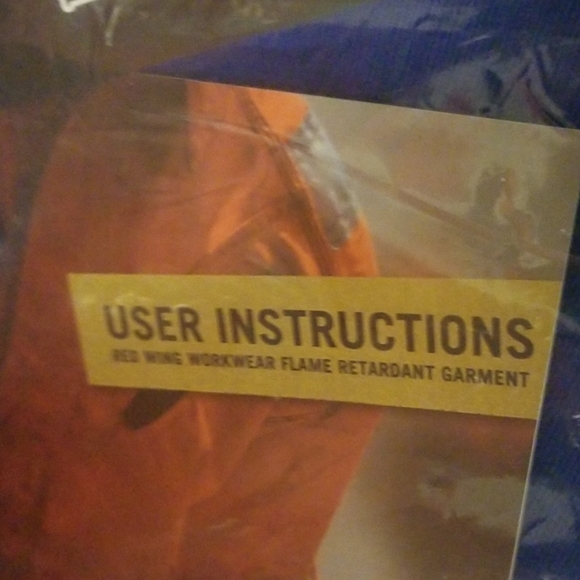 USER INSTRUCTIONS
RED WING WORKWEAR FLAME RETARDANT GARMENT